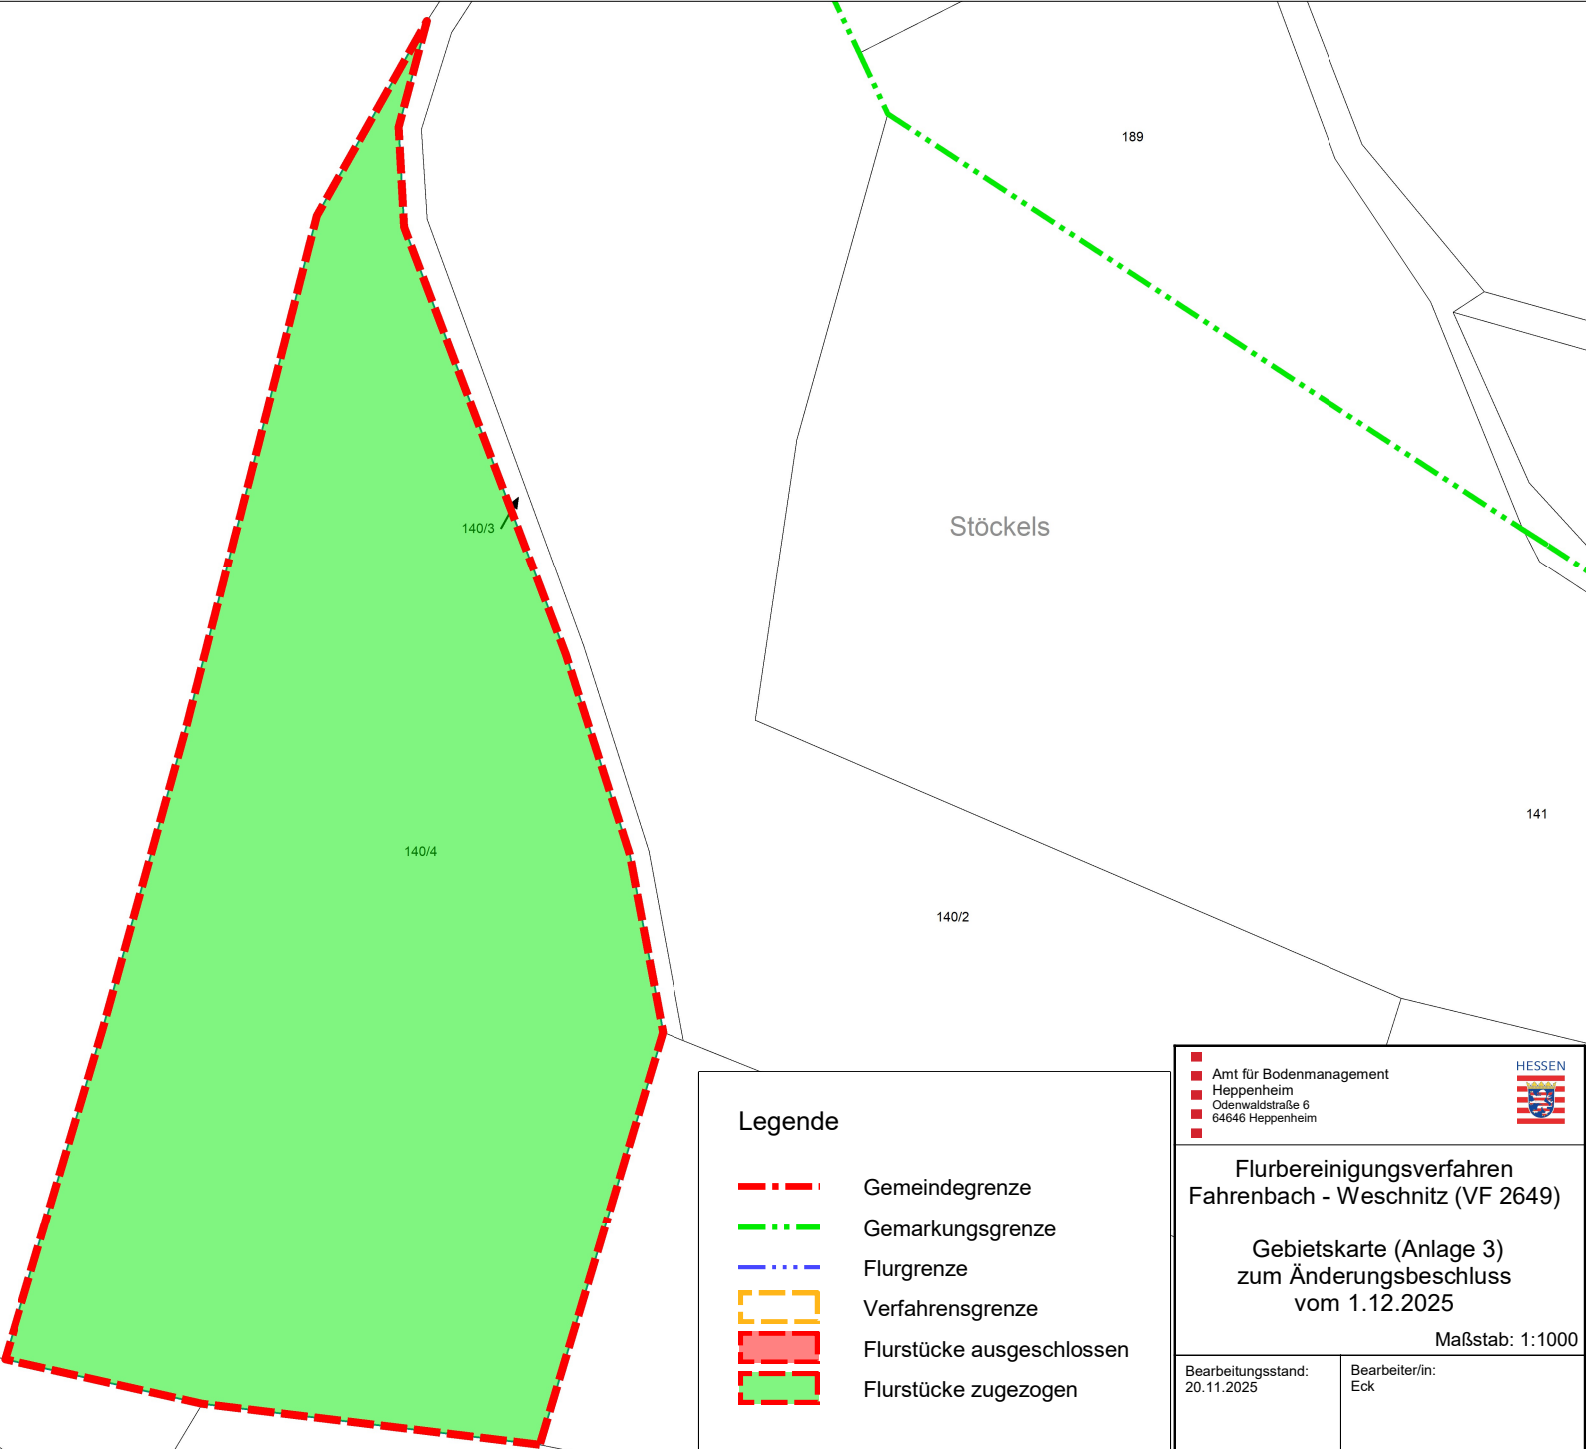 189
140/3
Stöckels
141
140/4
140/2
Legende
Gemeindegrenze
Gemarkungsgrenze
Flurgrenze
Verfahrensgrenze
Flurstücke ausgeschlossen
Flurstücke zugezogen
Amt für Bodenmanagement
Heppenheim
Odenwaldstraße 6
64646 Heppenheim
HESSEN
Flurbereinigungsverfahren
Fahrenbach - Weschnitz (VF 2649)
Gebietskarte (Anlage 3)
zum Änderungsbeschluss
vom 1.12.2025
Maßstab: 1:1000
Bearbeitungsstand:
20.11.2025
Bearbeiter/in:
Eck